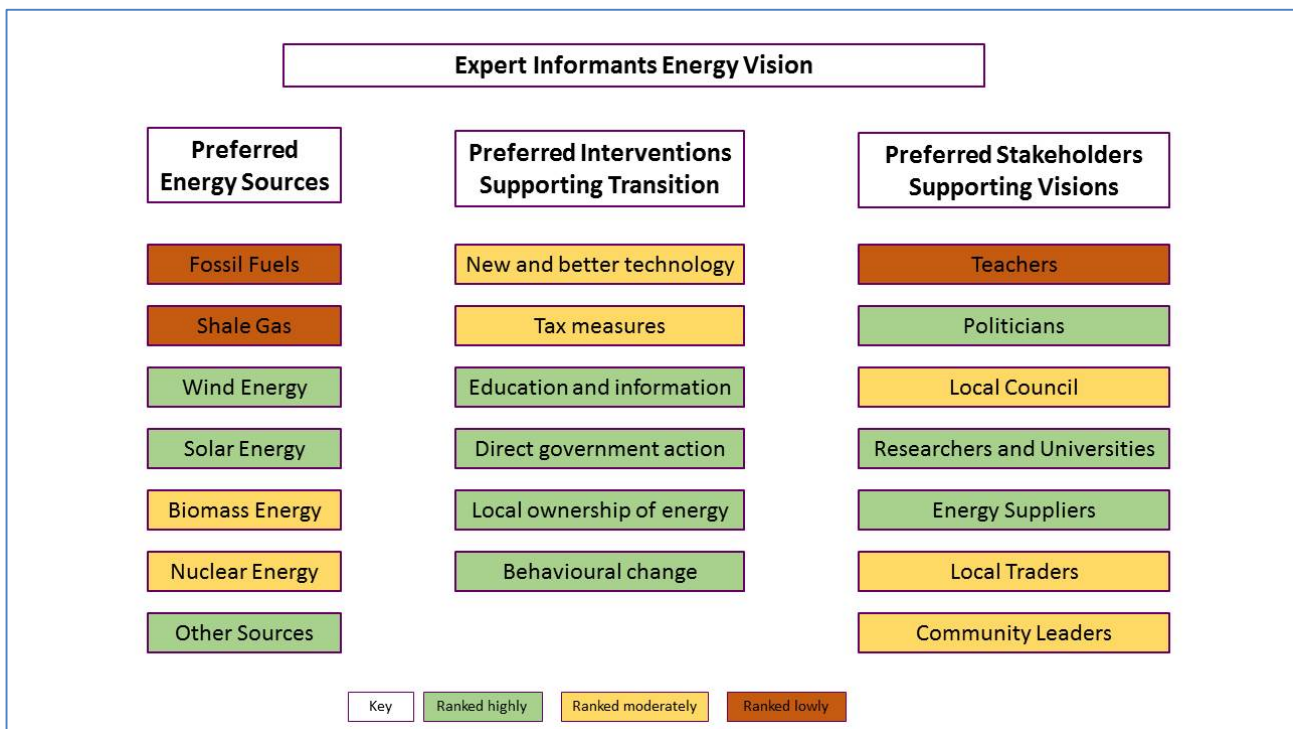 Expert Informants Energy Vision
Preferred
Energy Sources
Fossil Fuels
Shale Gas
Wind Energy
Solar Energy
Biomass Energy
Nuclear Energy
Other Sources
Preferred Interventions
Supporting Transition
New and better technology
Tax measures
Education and information
Direct government action
Local ownership of energy
Behavioural change
Preferred Stakeholders
Supporting Visions
Teachers
Politicians
Local Council
Researchers and Universities
Energy Suppliers
Local Traders
Community Leaders
Key
Ranked highly
Ranked moderately
Ranked lowly